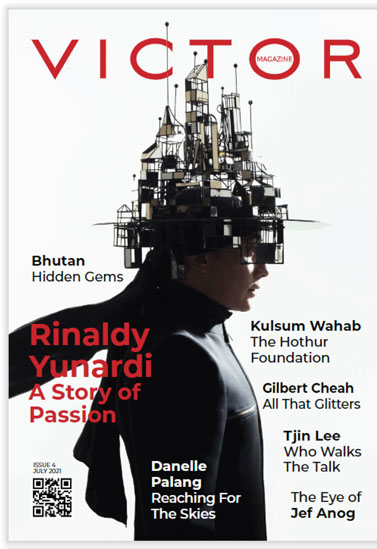 VICTOR
MAGAZINE
Bhutan
Hidden Gems
Rinaldy
Yunardi
A Story of
Passion
Kulsum Wahab
The Hothur
Foundation
Gilbert Cheah
All That Glitters
Tjin Lee
Who Walks
The Talk
Danelle
Palang
Reaching For
The Skies
The Eye of
Jef Anog
ISSUE 4
JULY 2021